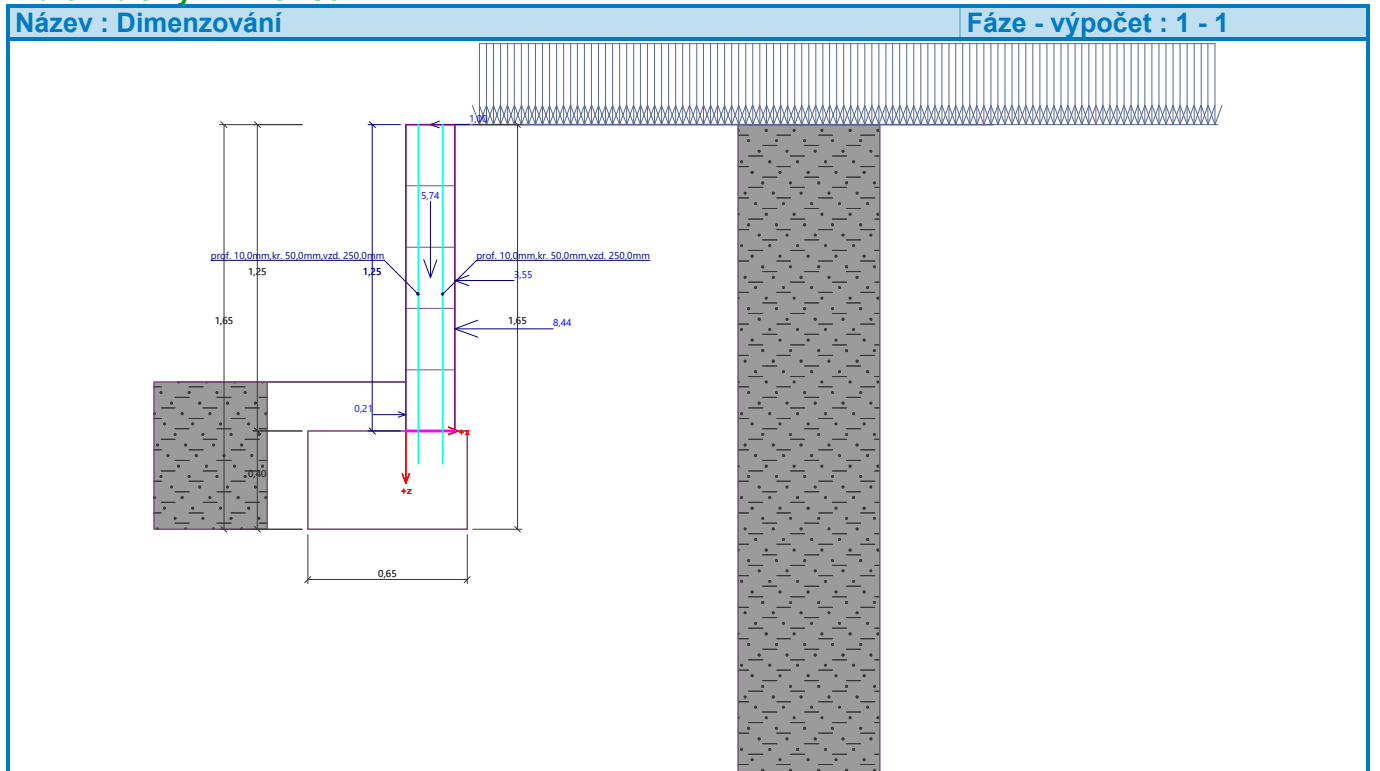 Název : Dimenzování
Fáze - výpočet : 1 - 1
1,00
5,74
prof. 10,0mm,kr. 50,0mm,vzd. 250,0mm
prof. 10,0mm,kr. 50,0mm,vzd. 250,0mm
1,25
1,25
3,55
1,65
1,65
8,44
0,21
+x
0,40
+z
0,65